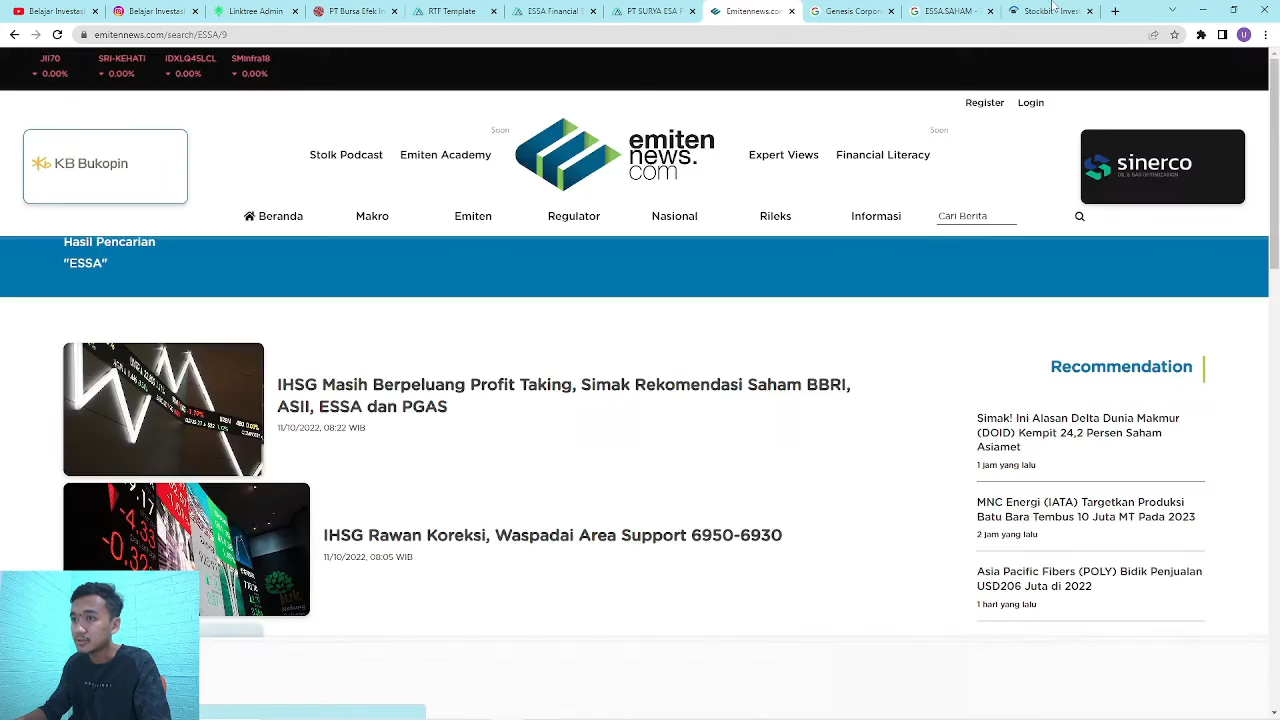 Belajar Investasi
Belajar Investasi
Linktree Admin
PT Bursa Efek In
RTF Template
ESSA Financial S
PT SURYA ESA P
Emitennews.com
Genesis Corpor
ESSA.SAHAM -
Stockbit - Invest
emitennews.com/search/ESSA/9
U
JII70 SRI-KEHATI IDXLQ45LCL SMInfra18
0.00% 0.00% 0.00% 0.00%
Register Login
KB Bukopin
Soon
Stolk Podcast Emiten Academy
emiten
news.
com
Soon
Expert Views Financial Literacy
sinerco
OIL & GAS OPTIMIZATION
Beranda Makro Emiten Regulator Nasional Rileks Informasi Cari Berita
Hasil Pencarian
"ESSA"
IHSG Masih Berpeluang Profit Taking, Simak Rekomendasi Saham BBRI,
ASII, ESSA dan PGAS
11/10/2022, 08:22 WIB
IHSG Rawan Koreksi, Waspadai Area Support 6950-6930
11/10/2022, 08:05 WIB
Recommendation
Simak! Ini Alasan Delta Dunia Makmur
(DOID) Kempit 24,2 Persen Saham
Asiamet
1 jam yang lalu
MNC Energi (IATA) Targetkan Produksi
Batu Bara Tembus 10 Juta MT Pada 2023
2 jam yang lalu
Asia Pacific Fibers (POLY) Bidik Penjualan
USD206 Juta di 2022
1 hari yang lalu